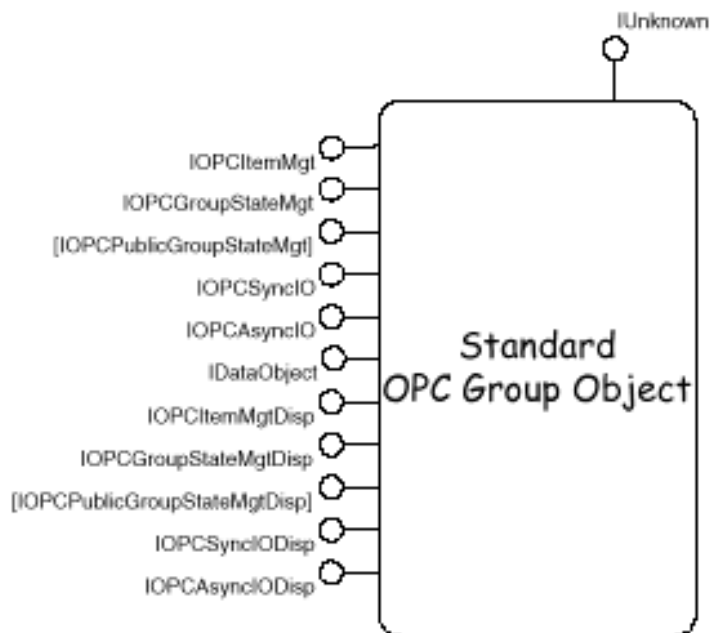 IUnknown
IOPCItemMgt
IOPCGroupStateMgt
[IOPCPublicGroupStateMgt]
IOPCSyncIO
IOPCAsyncIO
IDataObject
Standard
OPC Group Object
IOPCItemMgtDisp
IOPCGroupStateMgtDisp
[IOPCPublicGroupStateMgtDisp]
IOPCSyncIODisp
IOPCAsyncIODisp